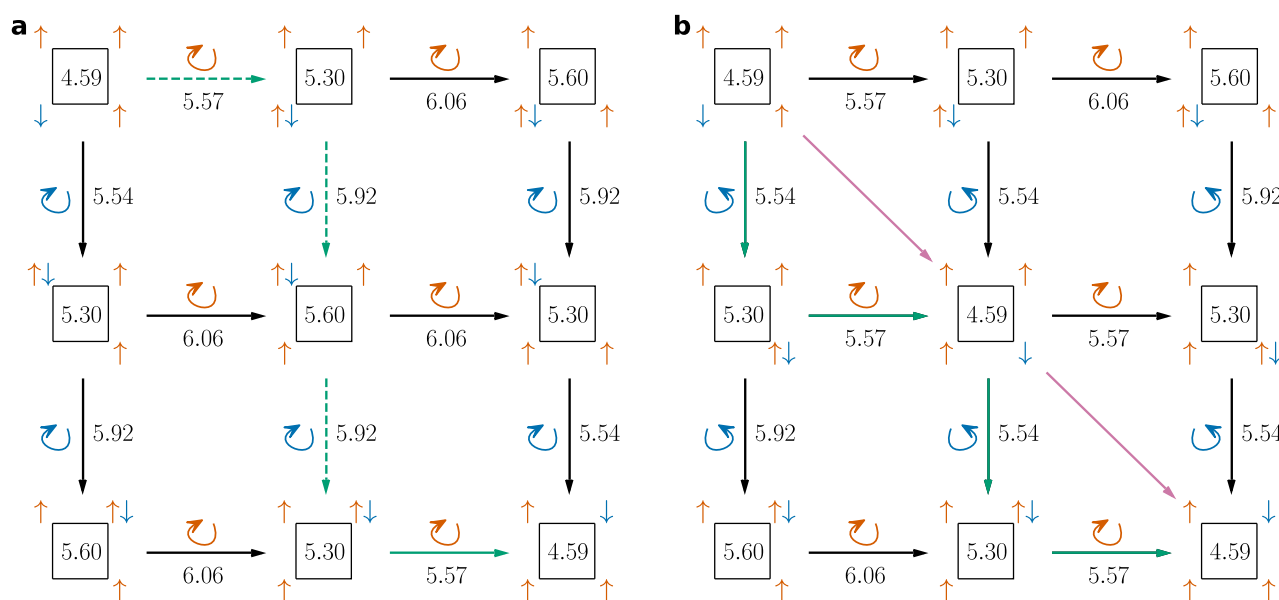 a b
4.59 5.30 5.60 4.59 5.30 5.60
5.57 6.06 5.57 6.06
5.54 5.92 5.92 5.54 5.54 5.92
5.30 5.60 5.30 5.30 4.59 5.30
6.06 6.06 5.57 5.57
5.92 5.92 5.54 5.92 5.54 5.54
5.60 5.30 4.59 5.60 5.30 4.59
6.06 5.57 6.06 5.57